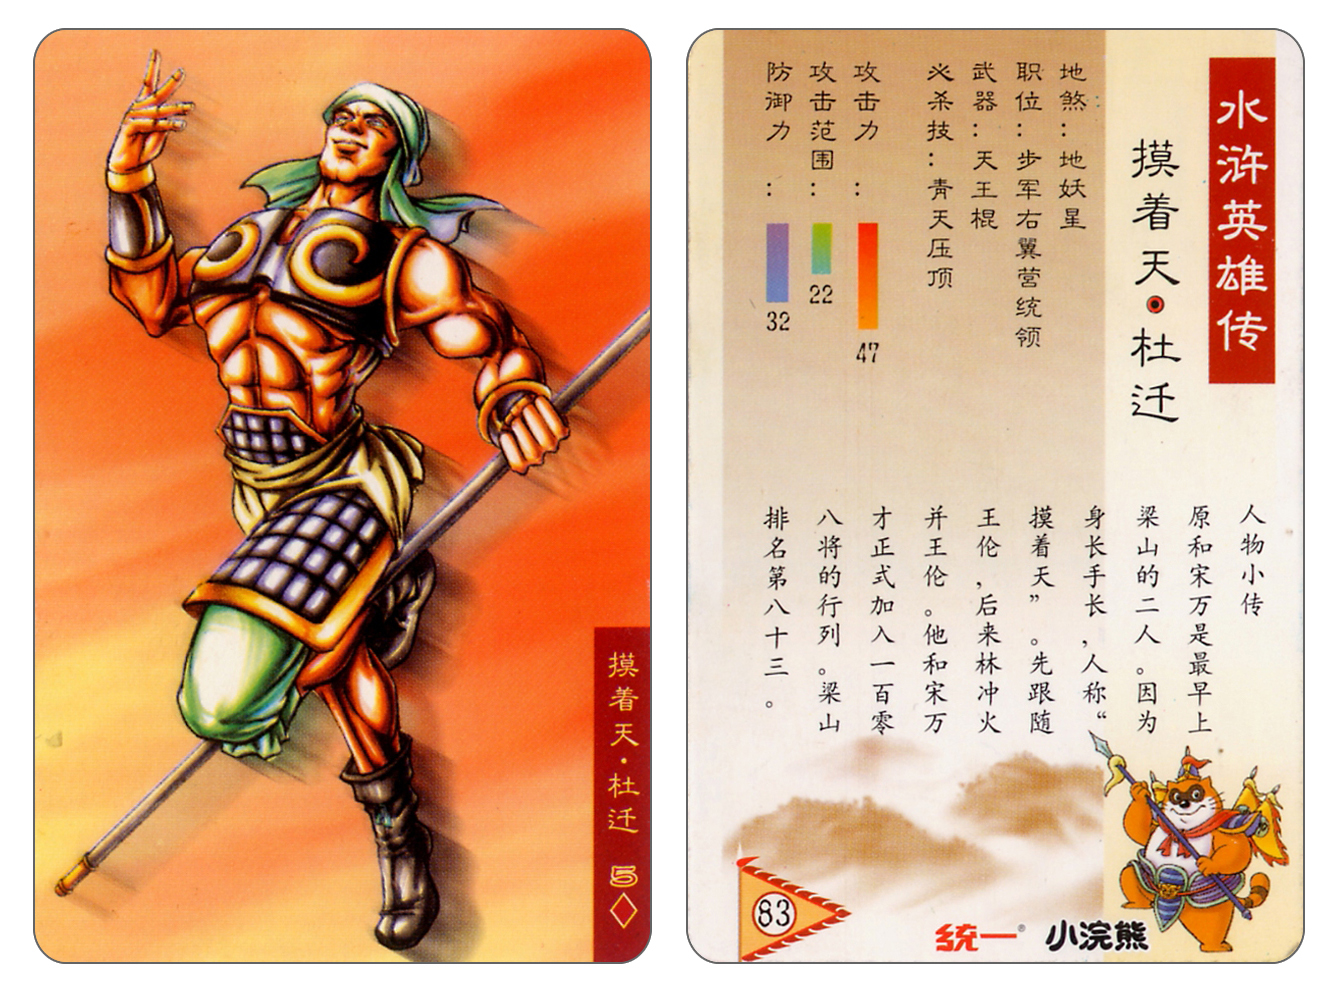 摸着天·杜迁
5
水浒英雄传
摸着天·杜迁
地煞：地妖星
职位：步军右翼营统领
武器：天王棍
必杀技：青天压顶
攻击力：
47
攻击范围：
22
防御力：
32
人物小传
原和宋万是最早上
梁山的二人。因为
身长手长，人称“
摸着天”。先跟随
王伦，后来林冲火
并王伦。他和宋万
才正式加入一百零
八将的行列。梁山
排名第八十三。
83
统一®
小浣熊